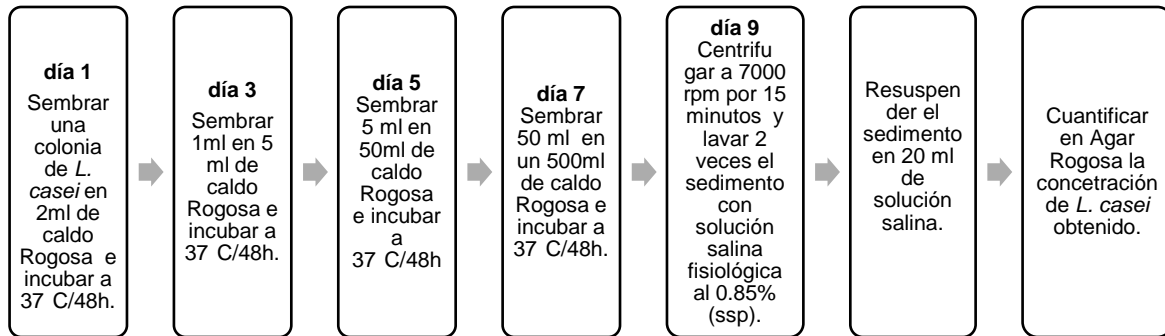 día 1
Sembrar
una
colonia
de L.
casei en
2ml de
caldo
Rogosa e
incubar a
37 C/48h.
día 3
Sembrar
1ml en 5
ml de
caldo
Rogosa e
incubar a
37 C/48h.
día 5
Sembrar
5 ml en
50ml de
caldo
Rogosa
e incubar
a
37 C/48h
día 7
Sembrar
50 ml en
un 500ml
de caldo
Rogosa e
incubar a
37 C/48h.
día 9
Centrifu
gar a 7000
rpm por 15
minutos y
lavar 2
veces el
sedimento
con
solución
salina
fisiológica
al 0.85%
(ssp).
Resuspen
der el
sedimento
en 20 ml
de
solución
salina.
Cuantificar
en Agar
Rogosa la
concetración
de L. casei
obtenido.